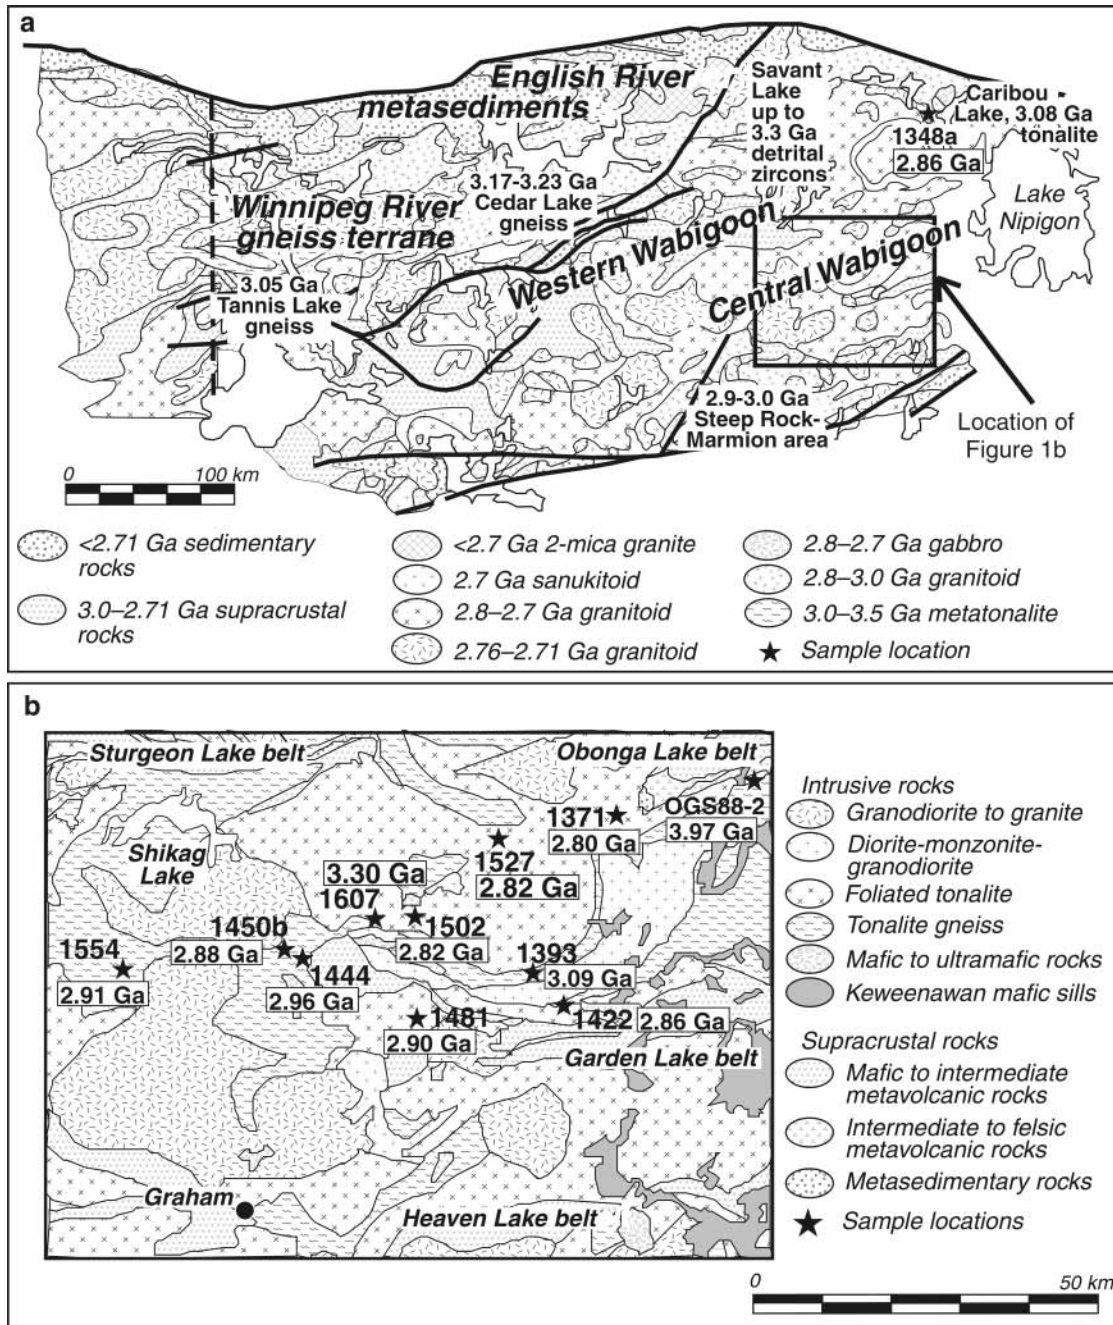 a
English River
metasediments
Savant
Lake
up to
3.3 Ga
detrital
zircons
Caribou
Lake, 3.08 Ga
tönalite
1348a
2.86 Ga
Lake
Nipigon
3.17-3.23 Ga
Cedar Lake
gneiss
Winnipeg River
gneiss terrane
Western Wabigoon
Central Wabigoon
3.05 Ga
Tannis Lake
gneiss
2.9-3.0 Ga
Steep Rock-
Marmion area
Location of
Figure 1b
0 100 km
<2.71 Ga sedimentary
rocks
3.0–2.71 Ga supracrustal
rocks
<2.7 Ga 2-mica granite
2.7 Ga sanukitoid
2.8–2.7 Ga granitoid
2.76–2.71 Ga granitoid
2.8–2.7 Ga gabbro
2.8–3.0 Ga granitoid
3.0–3.5 Ga metatonalite
Sample location
b
Sturgeon Lake belt
Obonga Lake belt
OGS88-2
3.97 Ga
1371
2.80 Ga
1527
2.82 Ga
Shikag
Lake
3.30 Ga
1607
1502
2.82 Ga
1450b
2.88 Ga
1444
2.96 Ga
1554
2.91 Ga
1393
3.09 Ga
1481
2.90 Ga
1422
2.86 Ga
Garden Lake belt
Graham
Heaven Lake belt
Intrusive rocks
Granodiorite to granite
Diorite-monzonite-
granodiorite
Foliated tonalite
Tonalite gneiss
Mafic to ultramafic rocks
Keweenawan mafic sills
Supracrustal rocks
Mafic to intermediate
metavolcanic rocks
Intermediate to felsic
metavolcanic rocks
Metasedimentary rocks
Sample locations
0 50 km